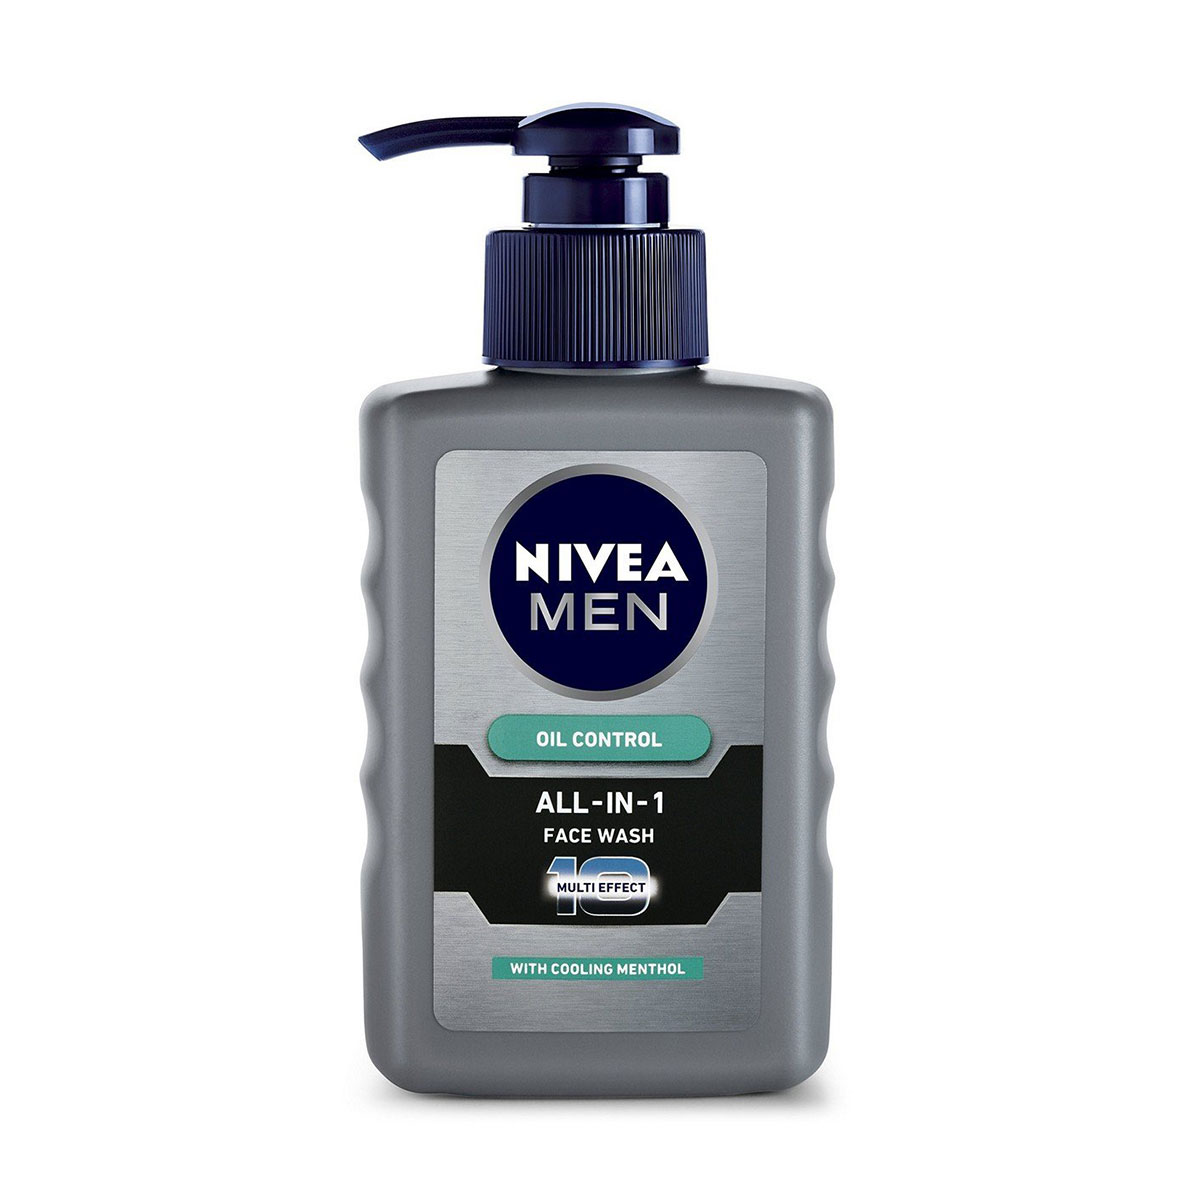 NIVEA
MEN
OIL CONTROL
ALL-IN-1
FACE WASH
10
MULTI EFFECT
WITH COOLING MENTHOL